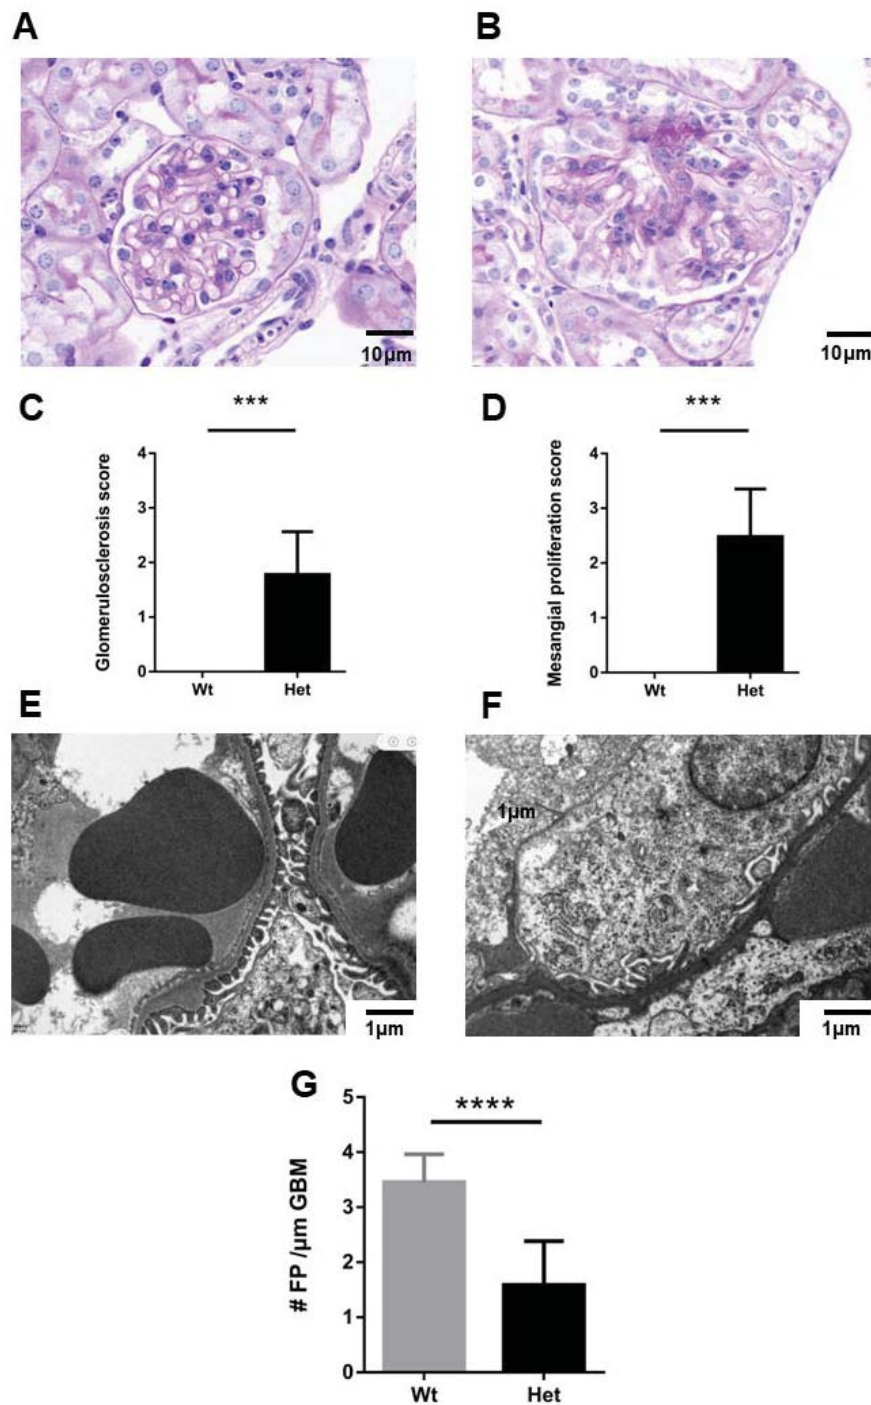 A
B
10µm
10µm
C
***
Glomerulosclerosis score
4
3
2
1
0
Wt
Het
D
***
Mesangial proliferation score
4
3
2
1
0
Wt
Het
E
F
1µm
1µm
1µm
G
****
# FP /µm GBM
5
4
3
2
1
0
Wt
Het